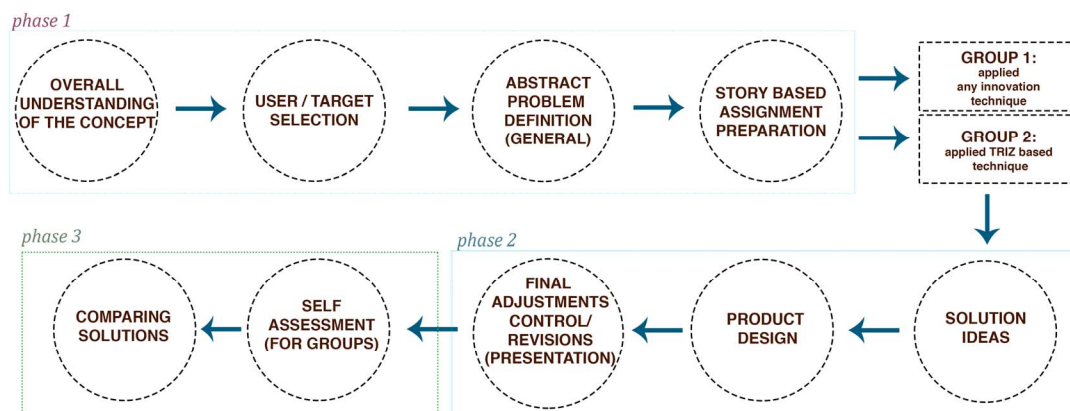 phase 1
OVERALL
UNDERSTANDING
OF THE CONCEPT
USER / TARGET
SELECTION
ABSTRACT
PROBLEM
DEFINITION
(GENERAL)
STORY BASED
ASSIGNMENT
PREPARATION
GROUP 1:
applied
any innovation
technique
GROUP 2:
applied TRIZ based
technique
phase 3
COMPARING
SOLUTIONS
SELF
ASSESSMENT
(FOR GROUPS)
phase 2
FINAL
ADJUSTMENTS
CONTROL/
REVISIONS
(PRESENTATION)
PRODUCT
DESIGN
SOLUTION
IDEAS